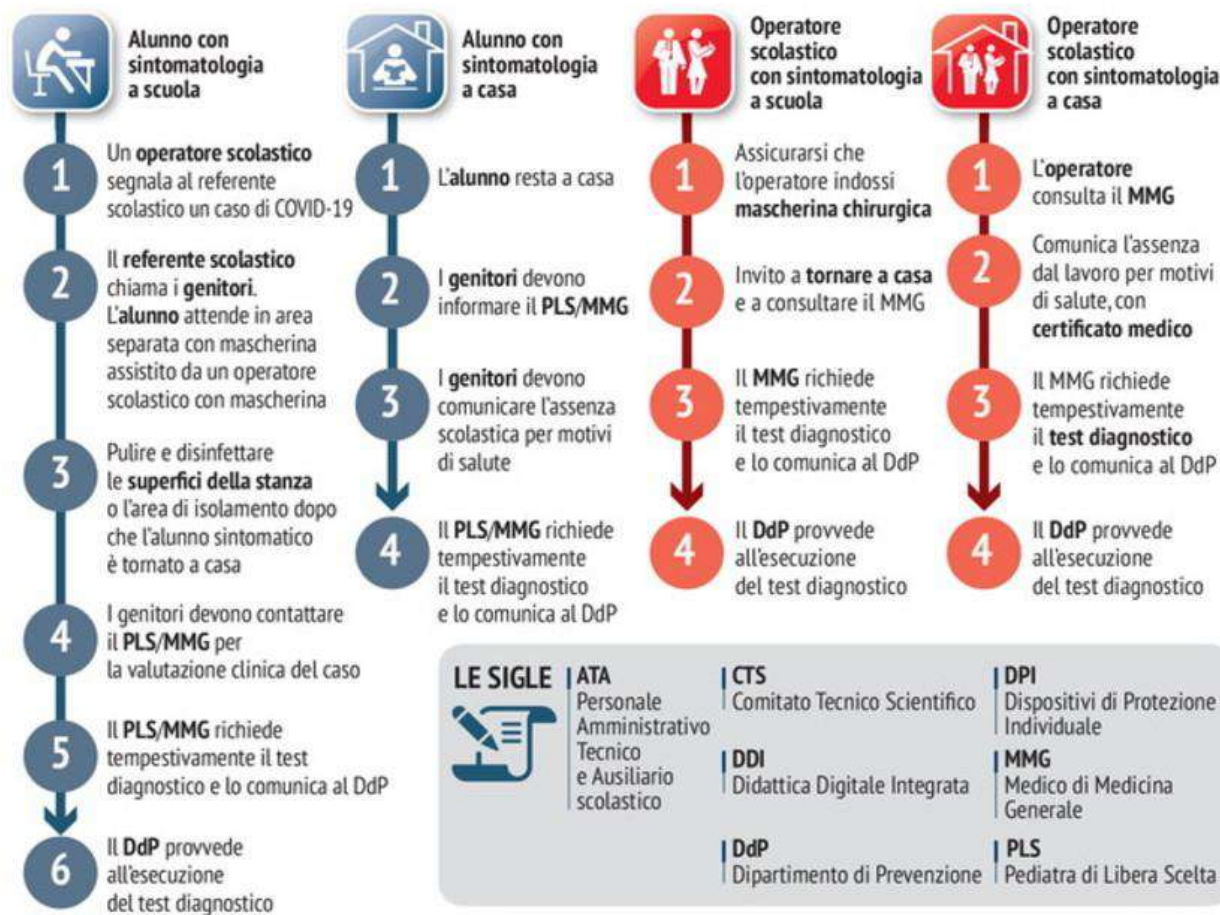 Alunno con
sintomatologia
a scuola
1
Un operatore scolastico
segnala al referente
scolastico un caso di COVID-19
2
Il referente scolastico
chiama i genitori.
L'alunno attende in area
separata con mascherina
assistito da un operatore
scolastico con mascherina
3
Pulire e disinfettare
le superfici della stanza
o l'area di isolamento dopo
che l'alunno sintomatico
è tornato a casa
4
I genitori devono contattare
il PLS/MMG per
la valutazione clinica del caso
5
Il PLS/MMG richiede
tempestivamente il test
diagnostico e lo comunica al DdP
6
Il DdP provvede
all'esecuzione
del test diagnostico
Alunno con
sintomatologia
a casa
1
L'alunno resta a casa
2
I genitori devono
informare il PLS/MMG
3
I genitori devono
comunicare l'assenza
scolastica per motivi
di salute
4
Il PLS/MMG richiede
tempestivamente
il test diagnostico
e lo comunica al DdP
Operatore
scolastico
con sintomatologia
a scuola
1
Assicurarsi che
l'operatore indossi
mascherina chirurgica
2
Invito a tornare a casa
e a consultare il MMG
3
Il MMG richiede
tempestivamente
il test diagnostico
e lo comunica al DdP
4
Il DdP provvede
all'esecuzione
del test diagnostico
Operatore
scolastico
con sintomatologia
a casa
1
L'operatore
consulta il MMG
2
Comunica l'assenza
dal lavoro per motivi
di salute, con
certificato medico
3
Il MMG richiede
tempestivamente
il test diagnostico
e lo comunica al DdP
4
Il DdP provvede
all'esecuzione
del test diagnostico
LE SIGLE
ATA
Personale
Amministrativo
Tecnico
e Ausiliario
scolastico
CTS
Comitato Tecnico Scientifico
DDI
Didattica Digitale Integrata
DdP
Dipartimento di Prevenzione
DPI
Dispositivi di Protezione
Individuale
MMG
Medico di Medicina
Generale
PLS
Pediatra di Libera Scelta